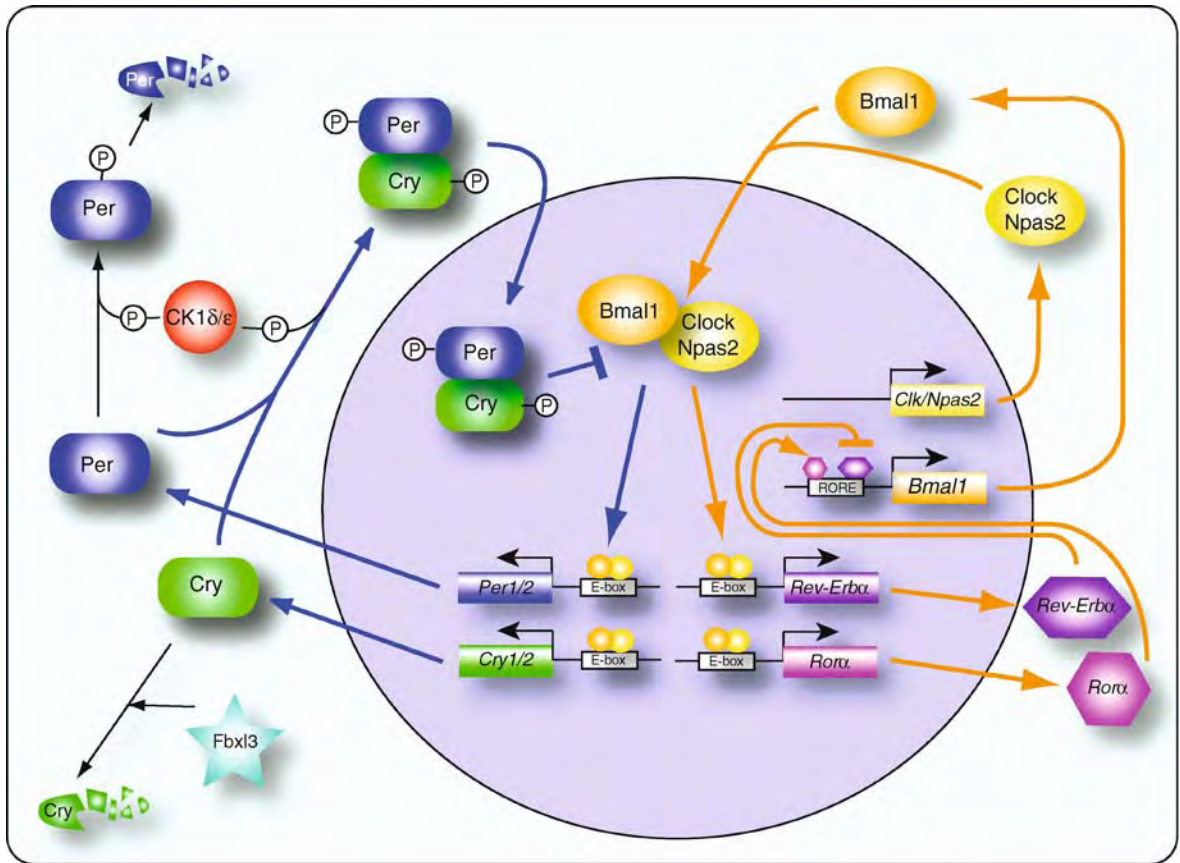 Per
P
Per
Cry
P
Bmal1
Clock
Npas2
P
Per
P
CK1δ/ε
P
Bmal1
Clock
Npas2
P
Per
Cry
P
Clk/Npas2
Per
RORE
Bmal1
Per1/2
E-box
E-box
Rev-Erbα
Rev-Erbα
Cry
Cry1/2
E-box
E-box
Rorα
Rorα
Fbxl3
Cry